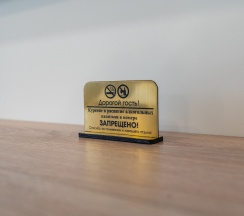 Дорогой гость!
Курение и распитие алкогольных
напитков в номере
ЗАПРЕЩЕНО!